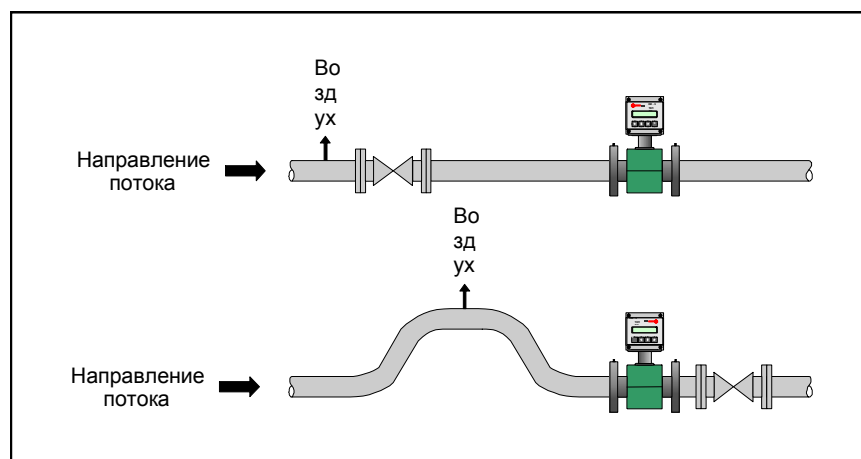 Во
зд
ух
Направление
потока
Во
зд
ух
Направление
потока